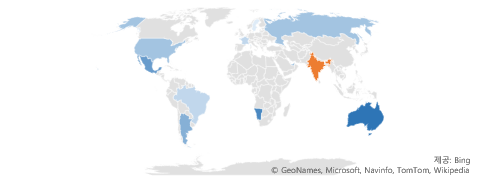 제공: Bing
© GeoNames, Microsoft, Navinfo, TomTom, Wikipedia